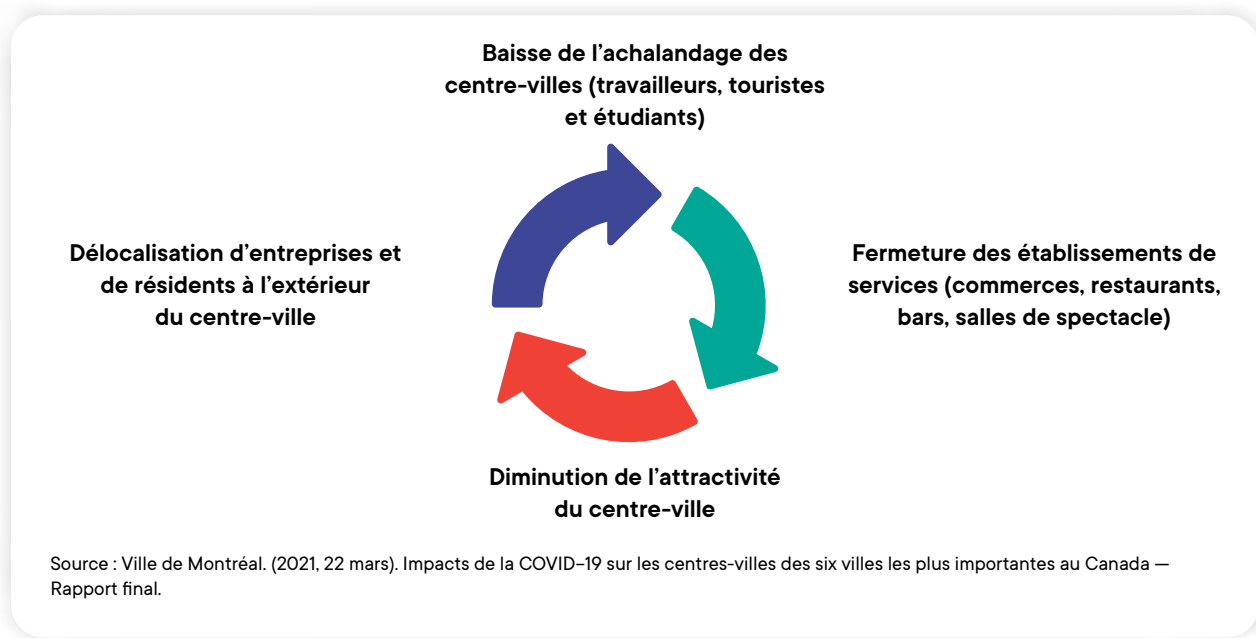 Baisse de l’achalandage des
centre-villes (travailleurs, touristes
et étudiants)
Délocalisation d’entreprises et
de résidents à l’extérieur
du centre-ville
Fermeture des établissements de
services (commerces, restaurants,
bars, salles de spectacle)
Diminution de l’attractivité
du centre-ville
Source : Ville de Montréal. (2021, 22 mars). Impacts de la COVID–19 sur les centres-villes des six villes les plus importantes au Canada —
Rapport final.